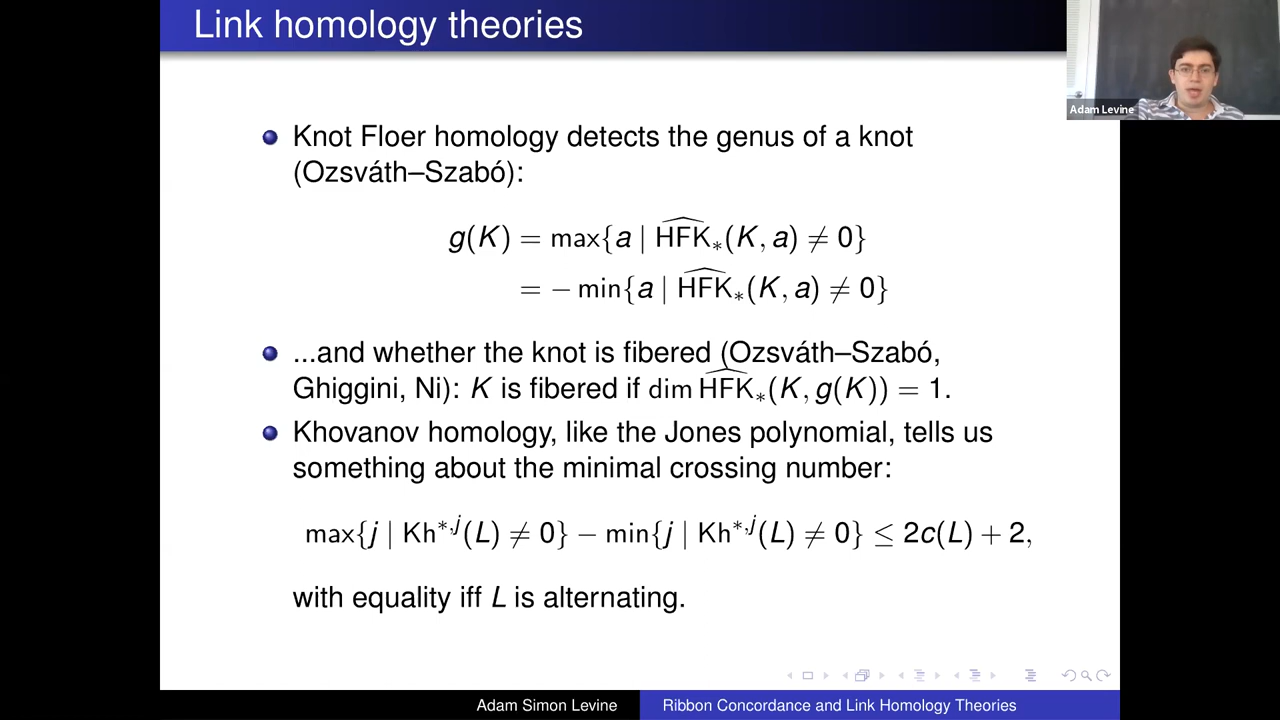 Link homology theories
Adam Levine
Knot Floer homology detects the genus of a knot
(Ozsváth–Szabó):
g(K) = max{a | \widehat{HFK}_*(K, a) ≠ 0}
= − min{a | \widehat{HFK}_*(K, a) ≠ 0}
...and whether the knot is fibered (Ozsváth–Szabó,
Ghiggini, Ni): K is fibered if dim \widehat{HFK}_*(K, g(K)) = 1.
Khovanov homology, like the Jones polynomial, tells us
something about the minimal crossing number:
max{j | Kh^{*,j}(L) ≠ 0} − min{j | Kh^{*,j}(L) ≠ 0} ≤ 2c(L) + 2,
with equality iff L is alternating.
Adam Simon Levine
Ribbon Concordance and Link Homology Theories